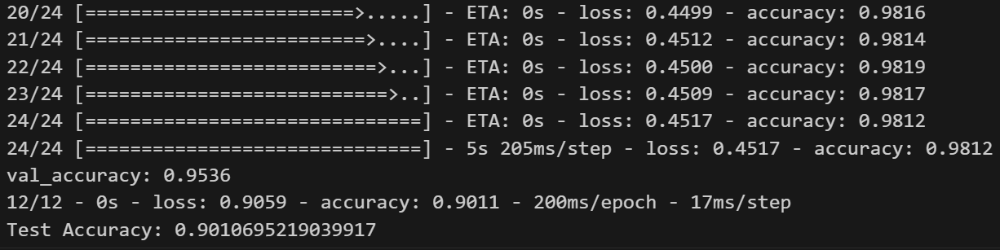 20/24 [========================>.....] - ETA: 0s - loss: 0.4499 - accuracy: 0.9816
21/24 [=========================>....] - ETA: 0s - loss: 0.4512 - accuracy: 0.9814
22/24 [==========================>...] - ETA: 0s - loss: 0.4500 - accuracy: 0.9819
23/24 [===========================>..] - ETA: 0s - loss: 0.4509 - accuracy: 0.9817
24/24 [==============================] - ETA: 0s - loss: 0.4517 - accuracy: 0.9812
24/24 [==============================] - 5s 205ms/step - loss: 0.4517 - accuracy: 0.9812
val_accuracy: 0.9536
12/12 - 0s - loss: 0.9059 - accuracy: 0.9011 - 200ms/epoch - 17ms/step
Test Accuracy: 0.9010695219039917